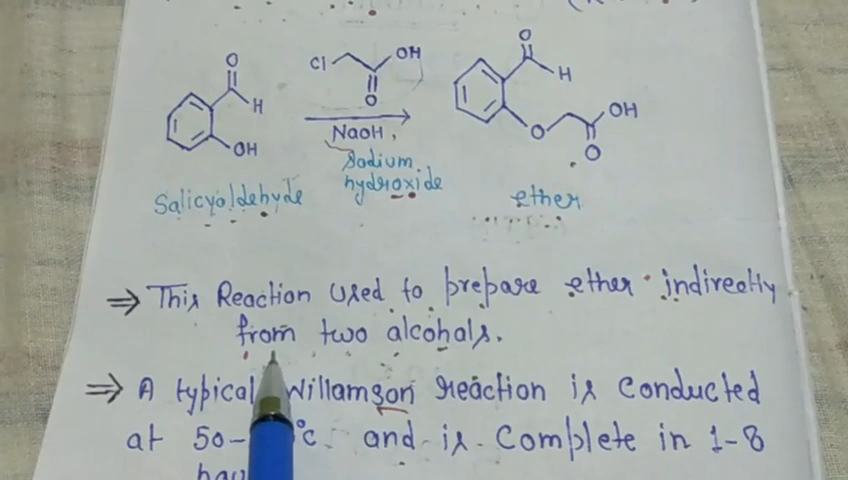 O
Cl
OH
O
H
OH
O
NaOH,
Sodium
hydroxide
Salicyaldehyde
O
H
O
OH
O
ether
⇒ This Reaction used to prepare ether indirectly
from two alcohals.
⇒ A typical Willamson reaction is conducted
at 50- °c and is complete in 1-8